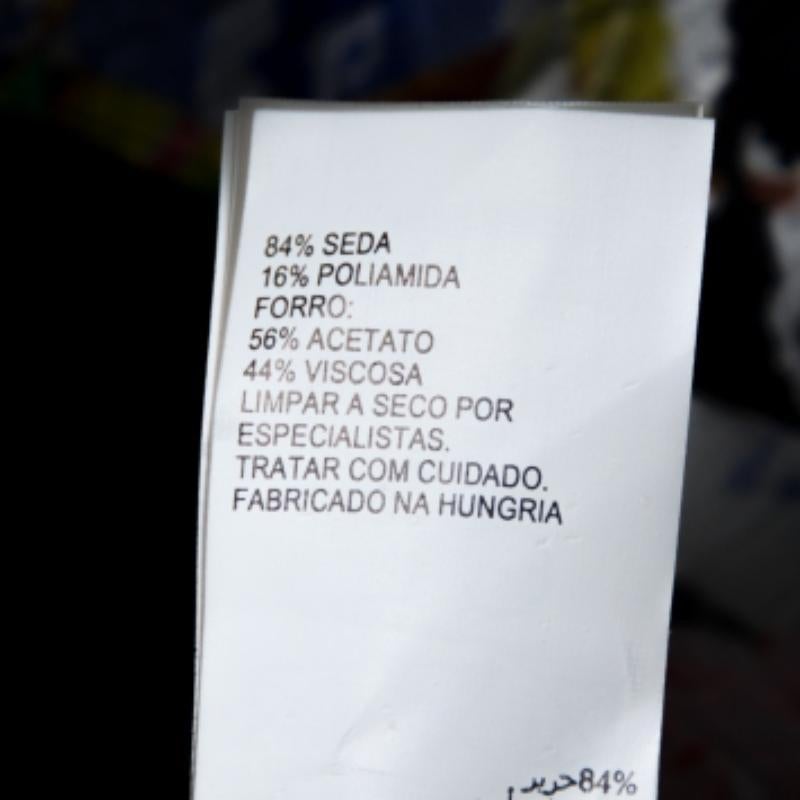 84% SEDA
16% POLIAMIDA
FORRO:
56% ACETATO
44% VISCOSA
LIMPAR A SECO POR
ESPECIALISTAS.
TRATAR COM CUIDADO.
FABRICADO NA HUNGRIA
84% حرير